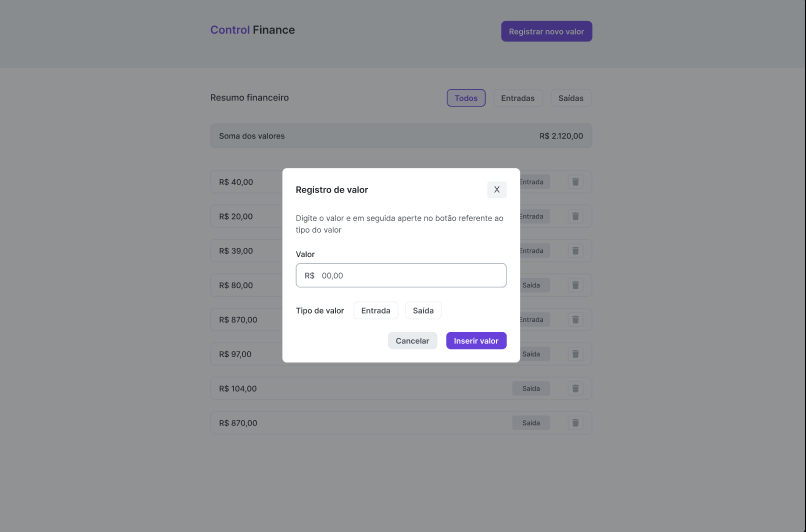 Control Finance
Registrar novo valor
Resumo financeiro
Todos
Entradas
Saídas
Soma dos valores
R$ 2.120,00
R$ 40,00
Entrada
R$ 20,00
Entrada
R$ 39,00
Entrada
R$ 80,00
Saída
R$ 870,00
Entrada
R$ 97,00
Saída
R$ 104,00
Saída
R$ 870,00
Saída
Registro de valor
X
Digite o valor e em seguida aperte no botão referente ao
tipo do valor
Valor
R$ 00,00
Tipo de valor
Entrada
Saída
Cancelar
Inserir valor